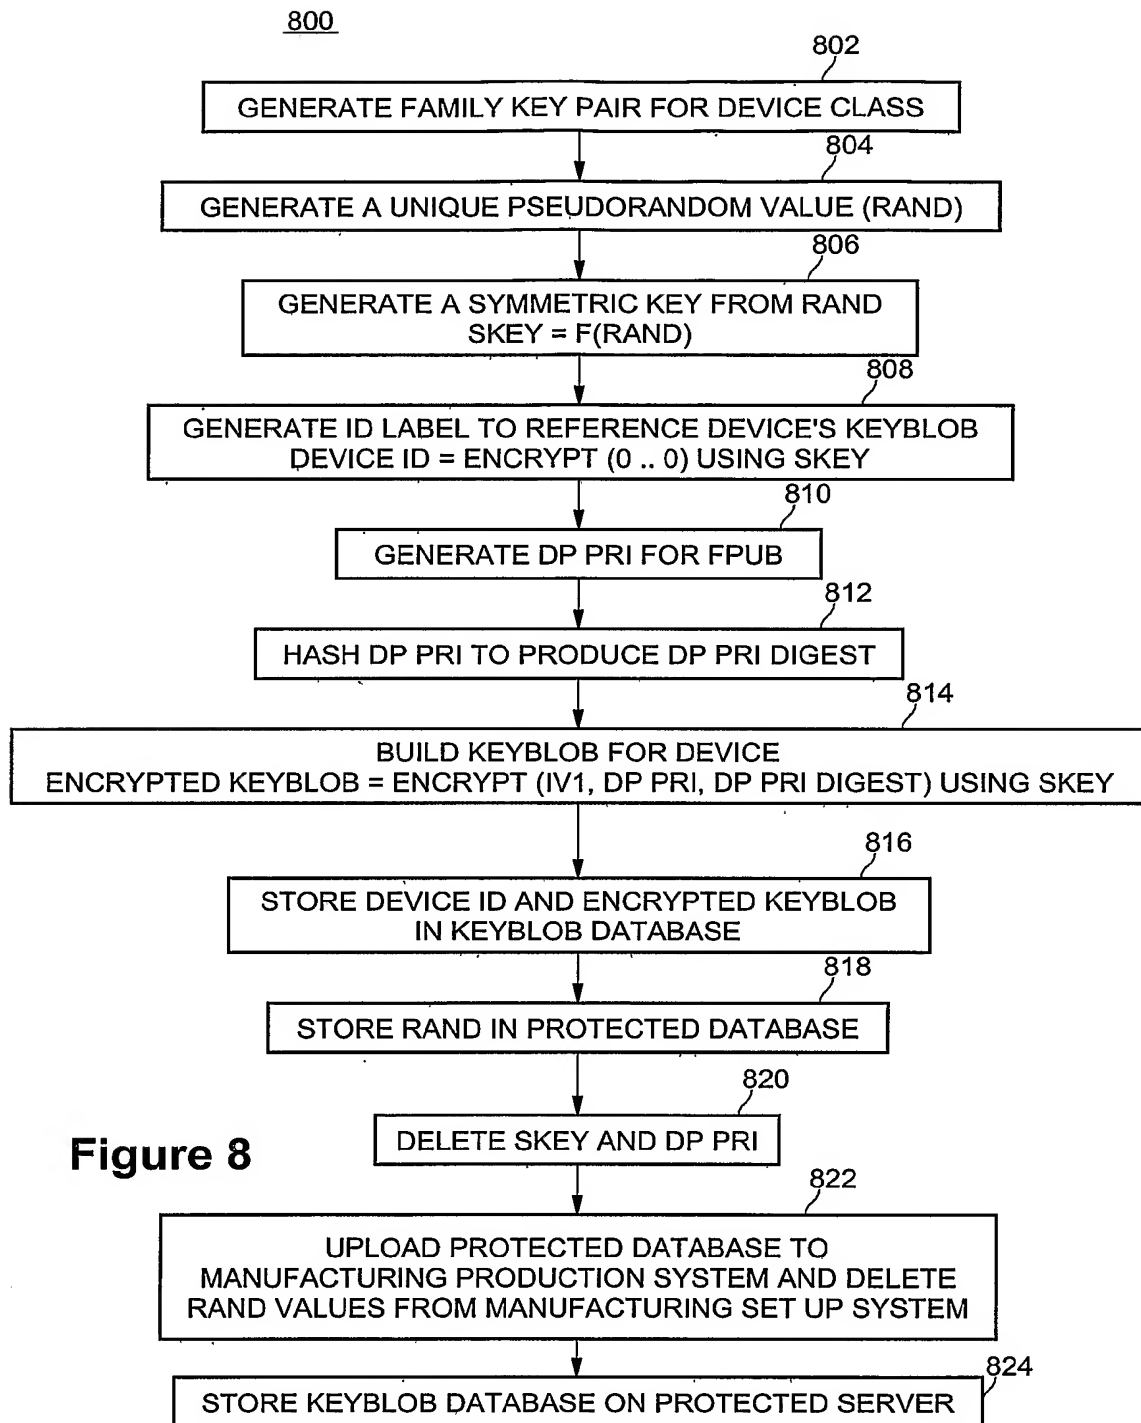 800
802
GENERATE FAMILY KEY PAIR FOR DEVICE CLASS
804
GENERATE A UNIQUE PSEUDORANDOM VALUE (RAND)
806
GENERATE A SYMMETRIC KEY FROM RAND
SKEY = F(RAND)
808
GENERATE ID LABEL TO REFERENCE DEVICE'S KEYBLOB
DEVICE ID = ENCRYPT (0 .. 0) USING SKEY
810
GENERATE DP PRI FOR FPUB
812
HASH DP PRI TO PRODUCE DP PRI DIGEST
814
BUILD KEYBLOB FOR DEVICE
ENCRYPTED KEYBLOB = ENCRYPT (IV1, DP PRI, DP PRI DIGEST) USING SKEY
816
STORE DEVICE ID AND ENCRYPTED KEYBLOB
IN KEYBLOB DATABASE
818
STORE RAND IN PROTECTED DATABASE
820
DELETE SKEY AND DP PRI
Figure 8
822
UPLOAD PROTECTED DATABASE TO
MANUFACTURING PRODUCTION SYSTEM AND DELETE
RAND VALUES FROM MANUFACTURING SET UP SYSTEM
824
STORE KEYBLOB DATABASE ON PROTECTED SERVER